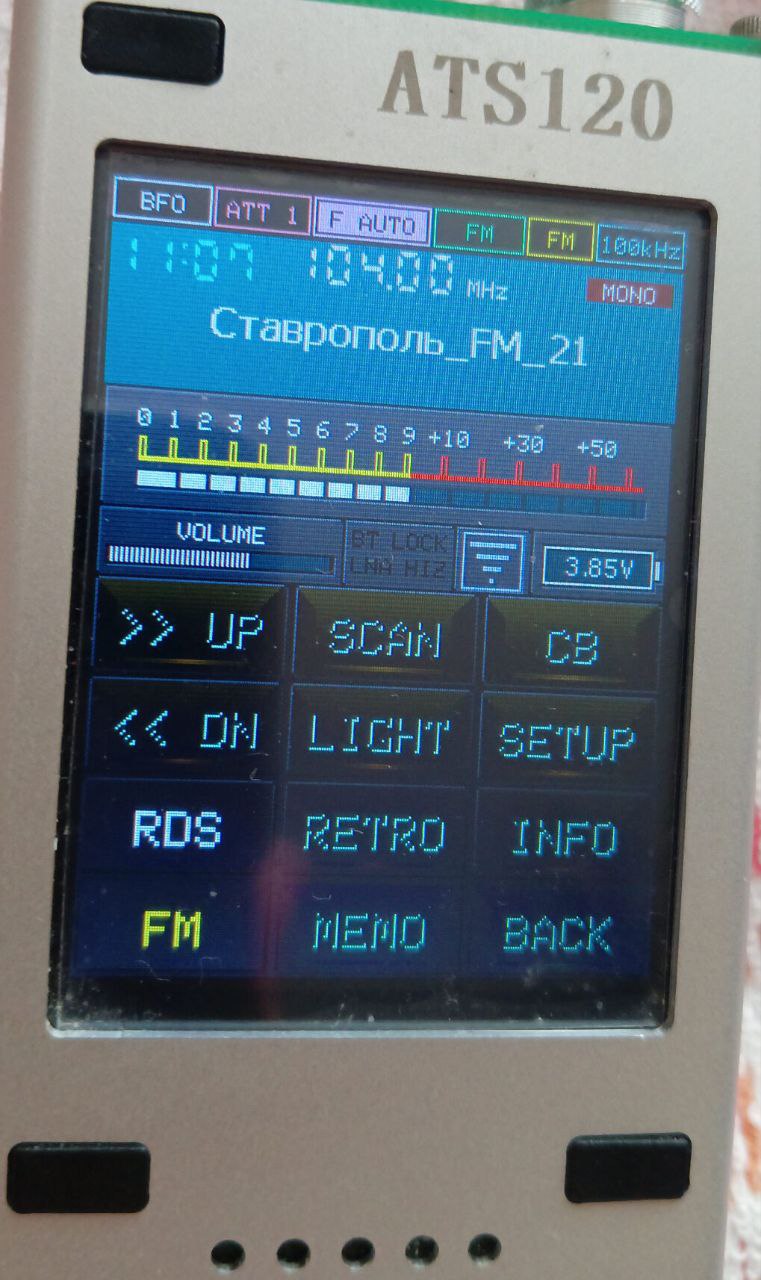 ATS120
BFO ATT 1 F AUTO FM FM 100kHz
11:07 104.00 MHz MONO
Ставрополь_FM_21
0 1 2 3 4 5 6 7 8 9 +10 +30 +50
VOLUME BT LOCK 3.85V
LNA HIZ
>> UP SCAN CB
<< DN LIGHT SETUP
RDS RETRO INFO
FM MEMO BACK